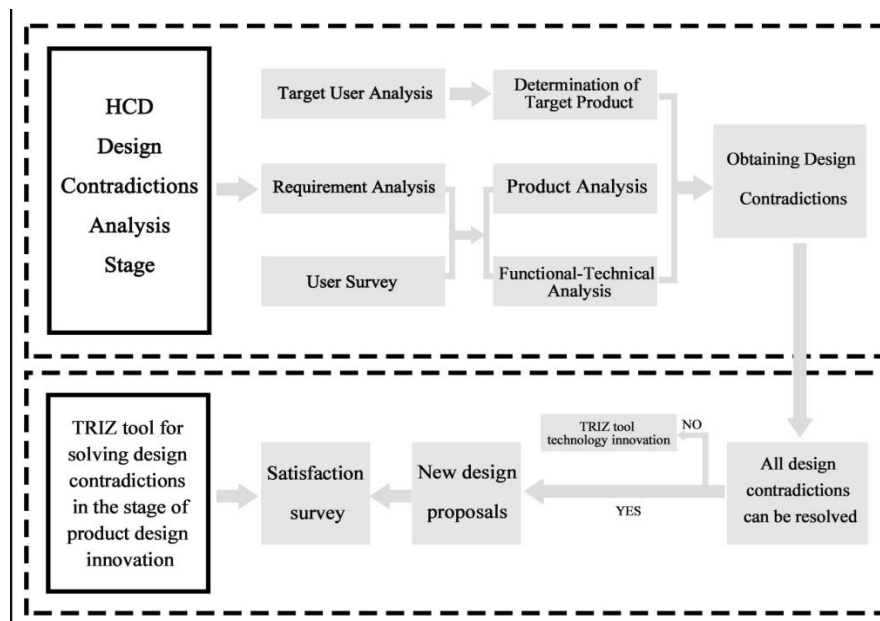 HCD
Design
Contradictions
Analysis
Stage
Target User Analysis
Determination of
Target Product
Requirement Analysis
Product Analysis
User Survey
Functional-Technical
Analysis
Obtaining Design
Contradictions
TRIZ tool for
solving design
contradictions
in the stage of
product design
innovation
Satisfaction
survey
New design
proposals
TRIZ tool
technology innovation
NO
YES
All design
contradictions
can be resolved